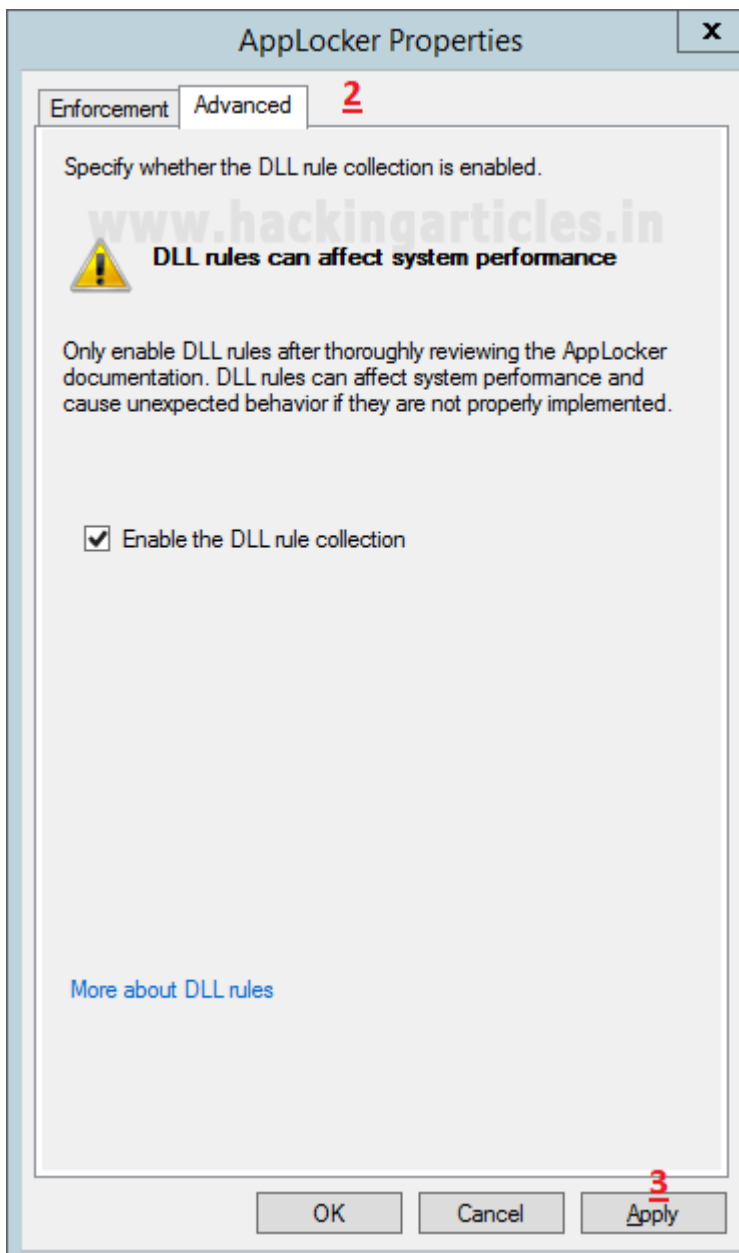 AppLocker Properties
x
Enforcement
Advanced
2
Specify whether the DLL rule collection is enabled.
www.hackingarticles.in
DLL rules can affect system performance
Only enable DLL rules after thoroughly reviewing the AppLocker
documentation. DLL rules can affect system performance and
cause unexpected behavior if they are not properly implemented.
Enable the DLL rule collection
More about DLL rules
3
OK
Cancel
Apply